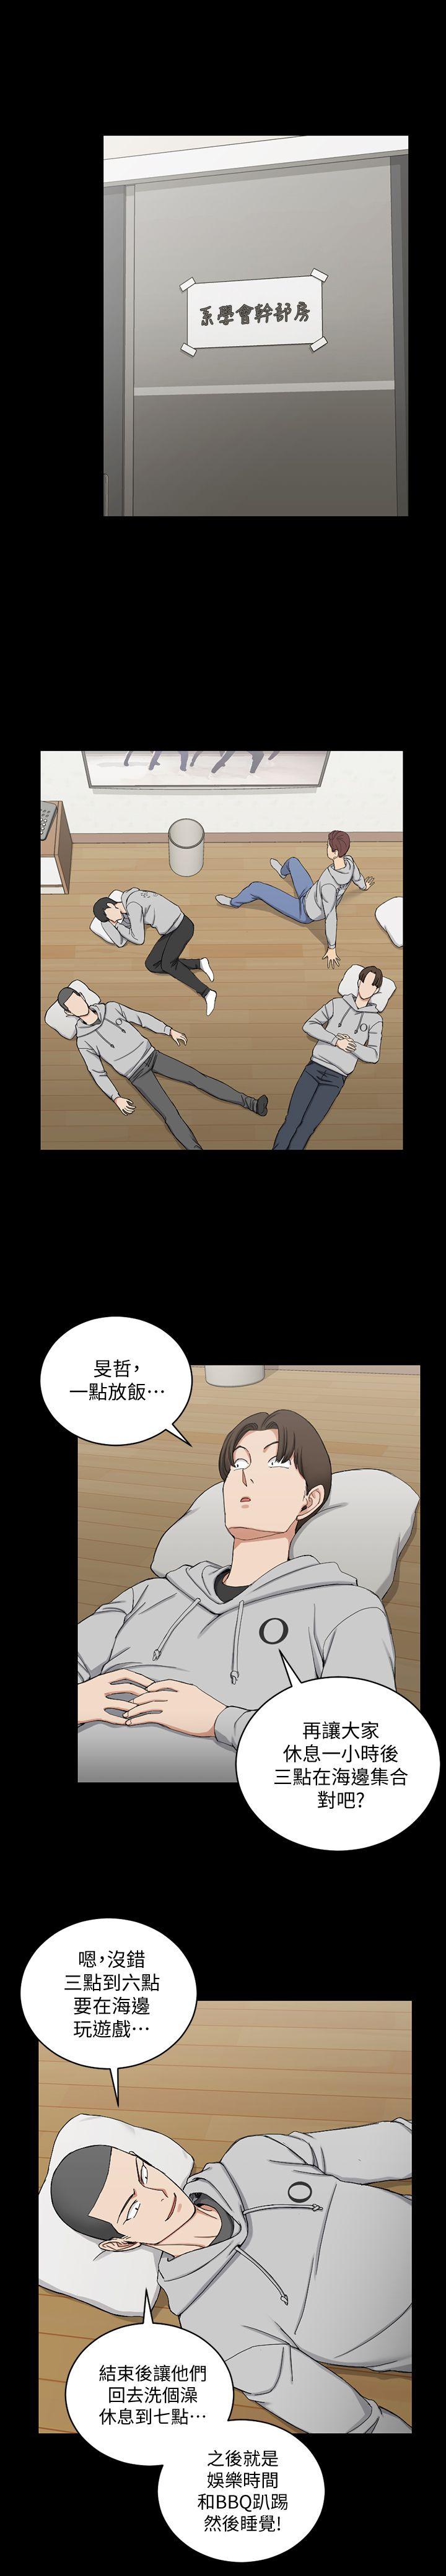 系學會幹部房
旻哲，
一點放飯…
再讓大家
休息一小時後
三點在海邊集合
對吧?
嗯，沒錯
三點到六點
要在海邊
玩遊戲…
結束後讓他們
回去洗個澡
休息到七點…
之後就是
娛樂時間
和BBQ趴踢
然後睡覺!